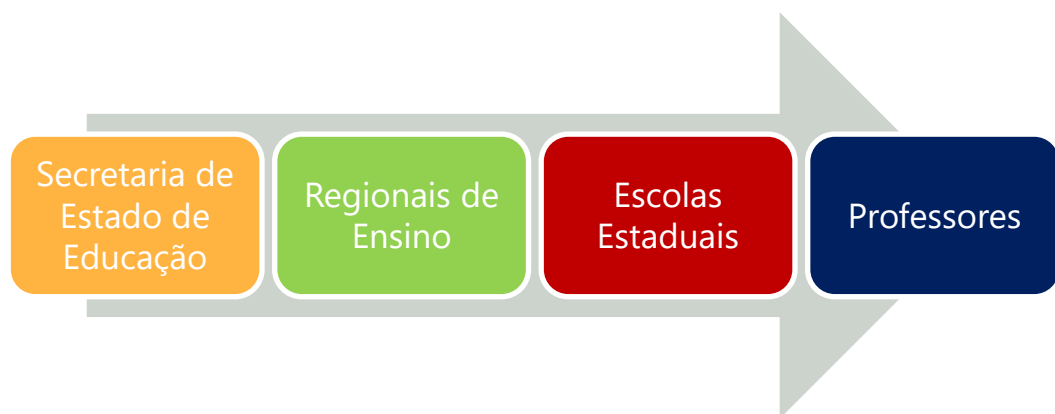 Secretaria de
Estado de
Educação
Regionais de
Ensino
Escolas
Estaduais
Professores